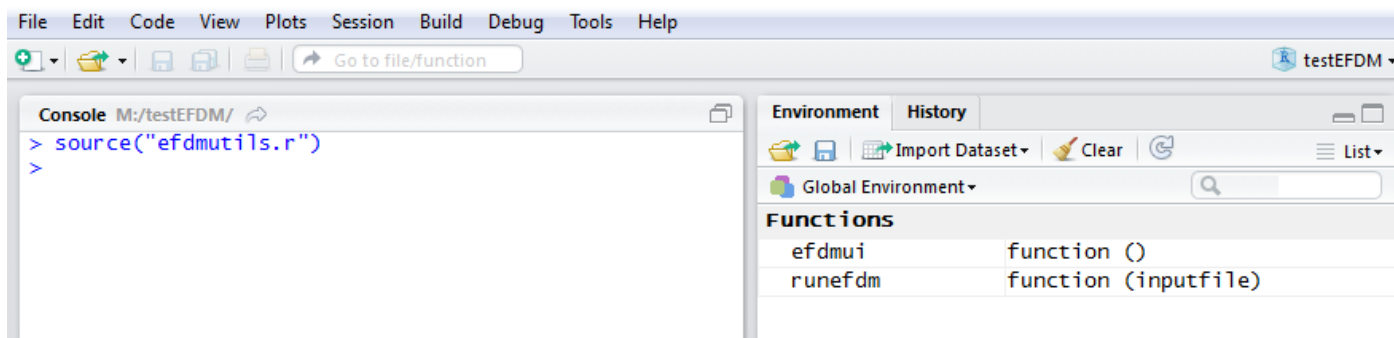 File Edit Code View Plots Session Build Debug Tools Help
Go to file/function
testEFDM
Console M:/testEFDM/
> source("efdmutils.r")
>
Environment History
Import Dataset Clear List
Global Environment
Functions
efdmui function ()
runefdm function (inputfile)